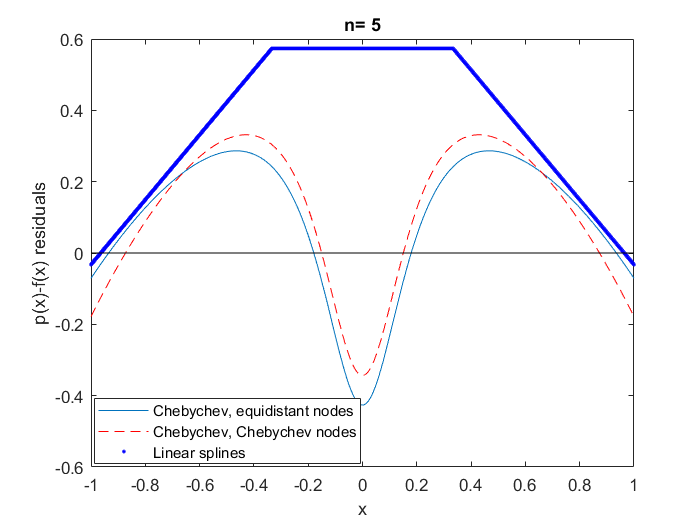 n= 5
p(x)-f(x) residuals
0.6
0.4
0.2
0
-0.2
-0.4
-0.6
Chebychev, equidistant nodes
Chebychev, Chebychev nodes
Linear splines
-1 -0.8 -0.6 -0.4 -0.2 0 0.2 0.4 0.6 0.8 1
x